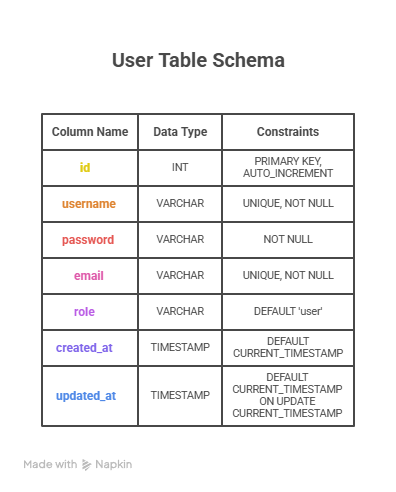 User Table Schema
Column Name Data Type Constraints
id INT PRIMARY KEY,
AUTO_INCREMENT
username VARCHAR UNIQUE, NOT NULL
password VARCHAR NOT NULL
email VARCHAR UNIQUE, NOT NULL
role VARCHAR DEFAULT 'user'
created_at TIMESTAMP DEFAULT
CURRENT_TIMESTAMP
updated_at TIMESTAMP DEFAULT
CURRENT_TIMESTAMP
ON UPDATE
CURRENT_TIMESTAMP
Made with Napkin